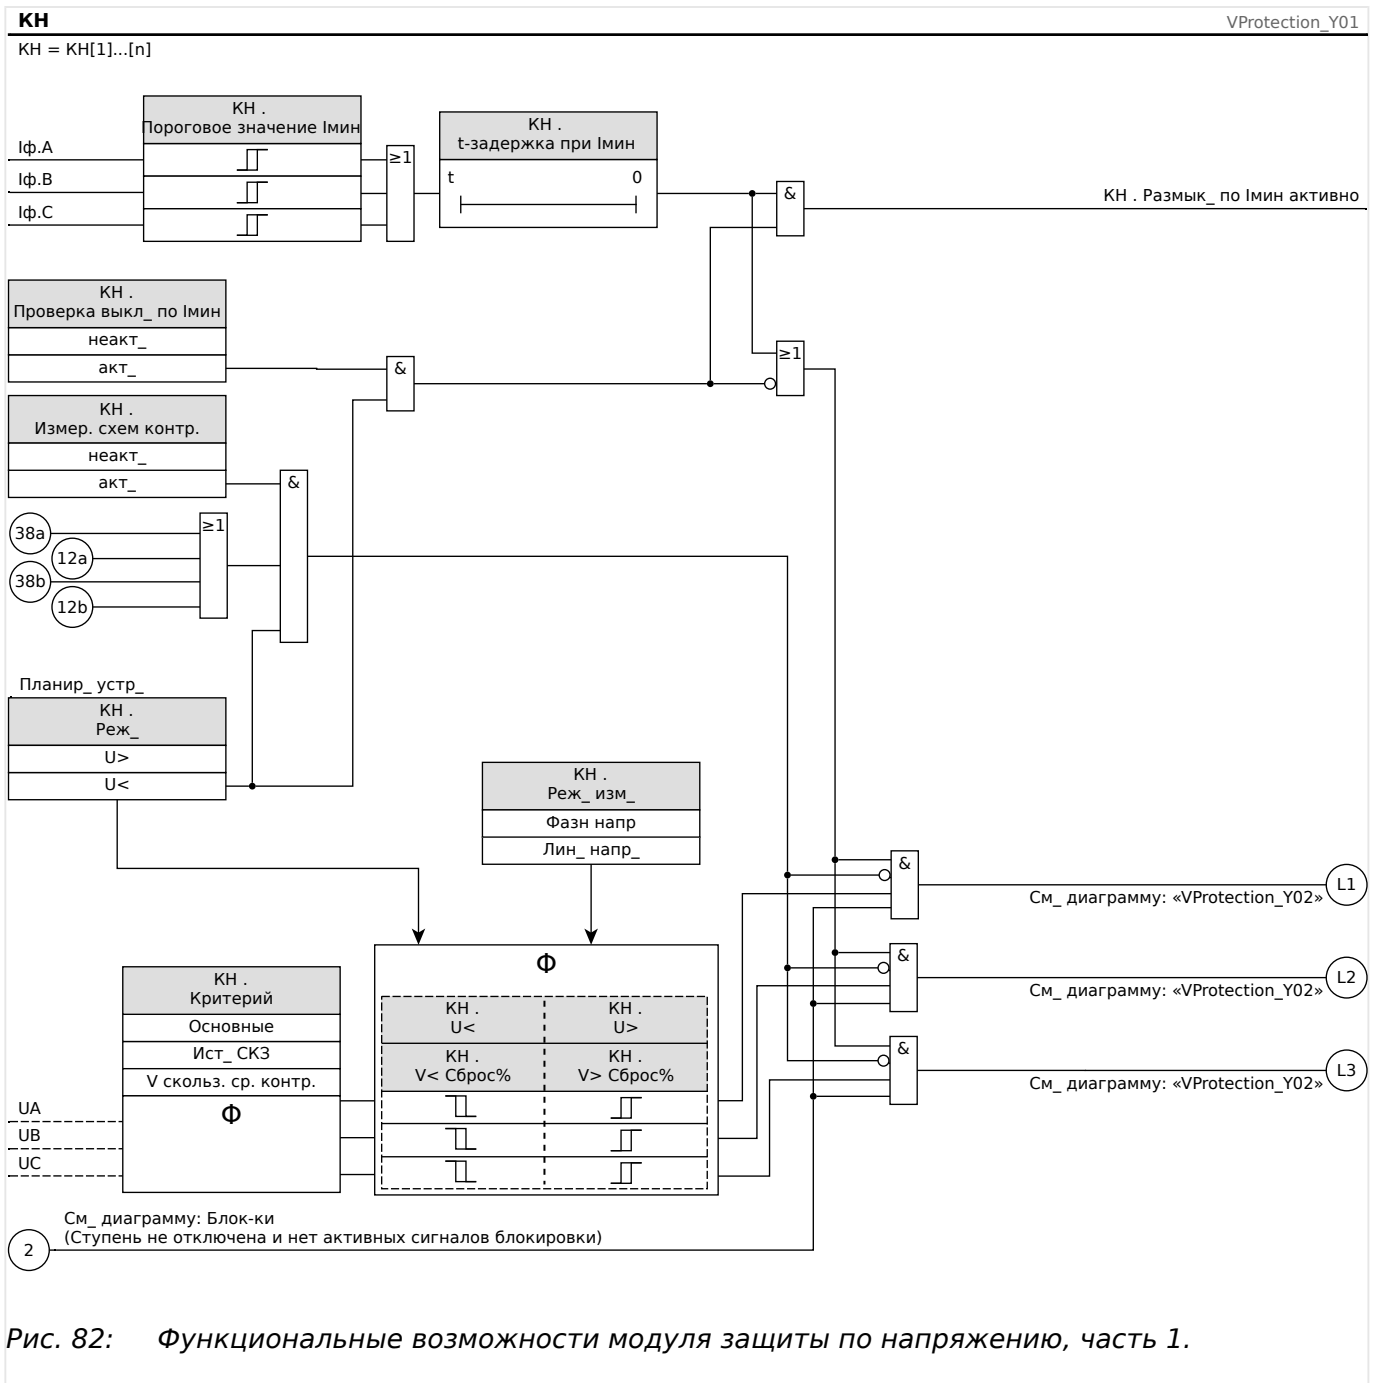 КН
VProtection_Y01
КН = КН[1]...[n]
КН .
Пороговое значение Iмин
Iф.A
Iф.B
Iф.C
≥1
КН .
t-задержка при Iмин
t
0
&
КН . Размык_ по Iмин активно
КН .
Проверка выкл_ по Iмин
неакт_
акт_
&
≥1
КН .
Измер. схем контр.
неакт_
акт_
&
38a
12a
38b
12b
≥1
Планир_ устр_
КН .
Реж_
U>
U<
КН .
Реж_ изм_
Фазн напр
Лин_ напр_
&
L1
См_ диаграмму: «VProtection_Y02»
&
L2
См_ диаграмму: «VProtection_Y02»
&
L3
См_ диаграмму: «VProtection_Y02»
КН .
Критерий
Основные
Ист_ СКЗ
V скольз. ср. контр.
Φ
UA
UB
UC
Φ
КН .
U<
КН .
U>
КН .
V< Сброс%
КН .
V> Сброс%
См_ диаграмму: Блок-ки
(Ступень не отключена и нет активных сигналов блокировки)
2
Рис. 82: Функциональные возможности модуля защиты по напряжению, часть 1.